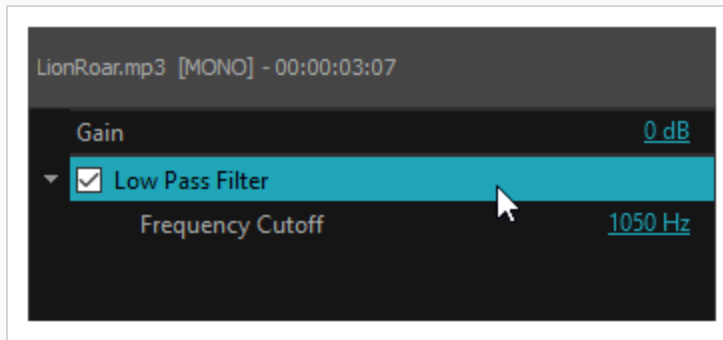 LionRoar.mp3 [MONO] - 00:00:03:07
Gain 0 dB
Low Pass Filter
Frequency Cutoff 1050 Hz